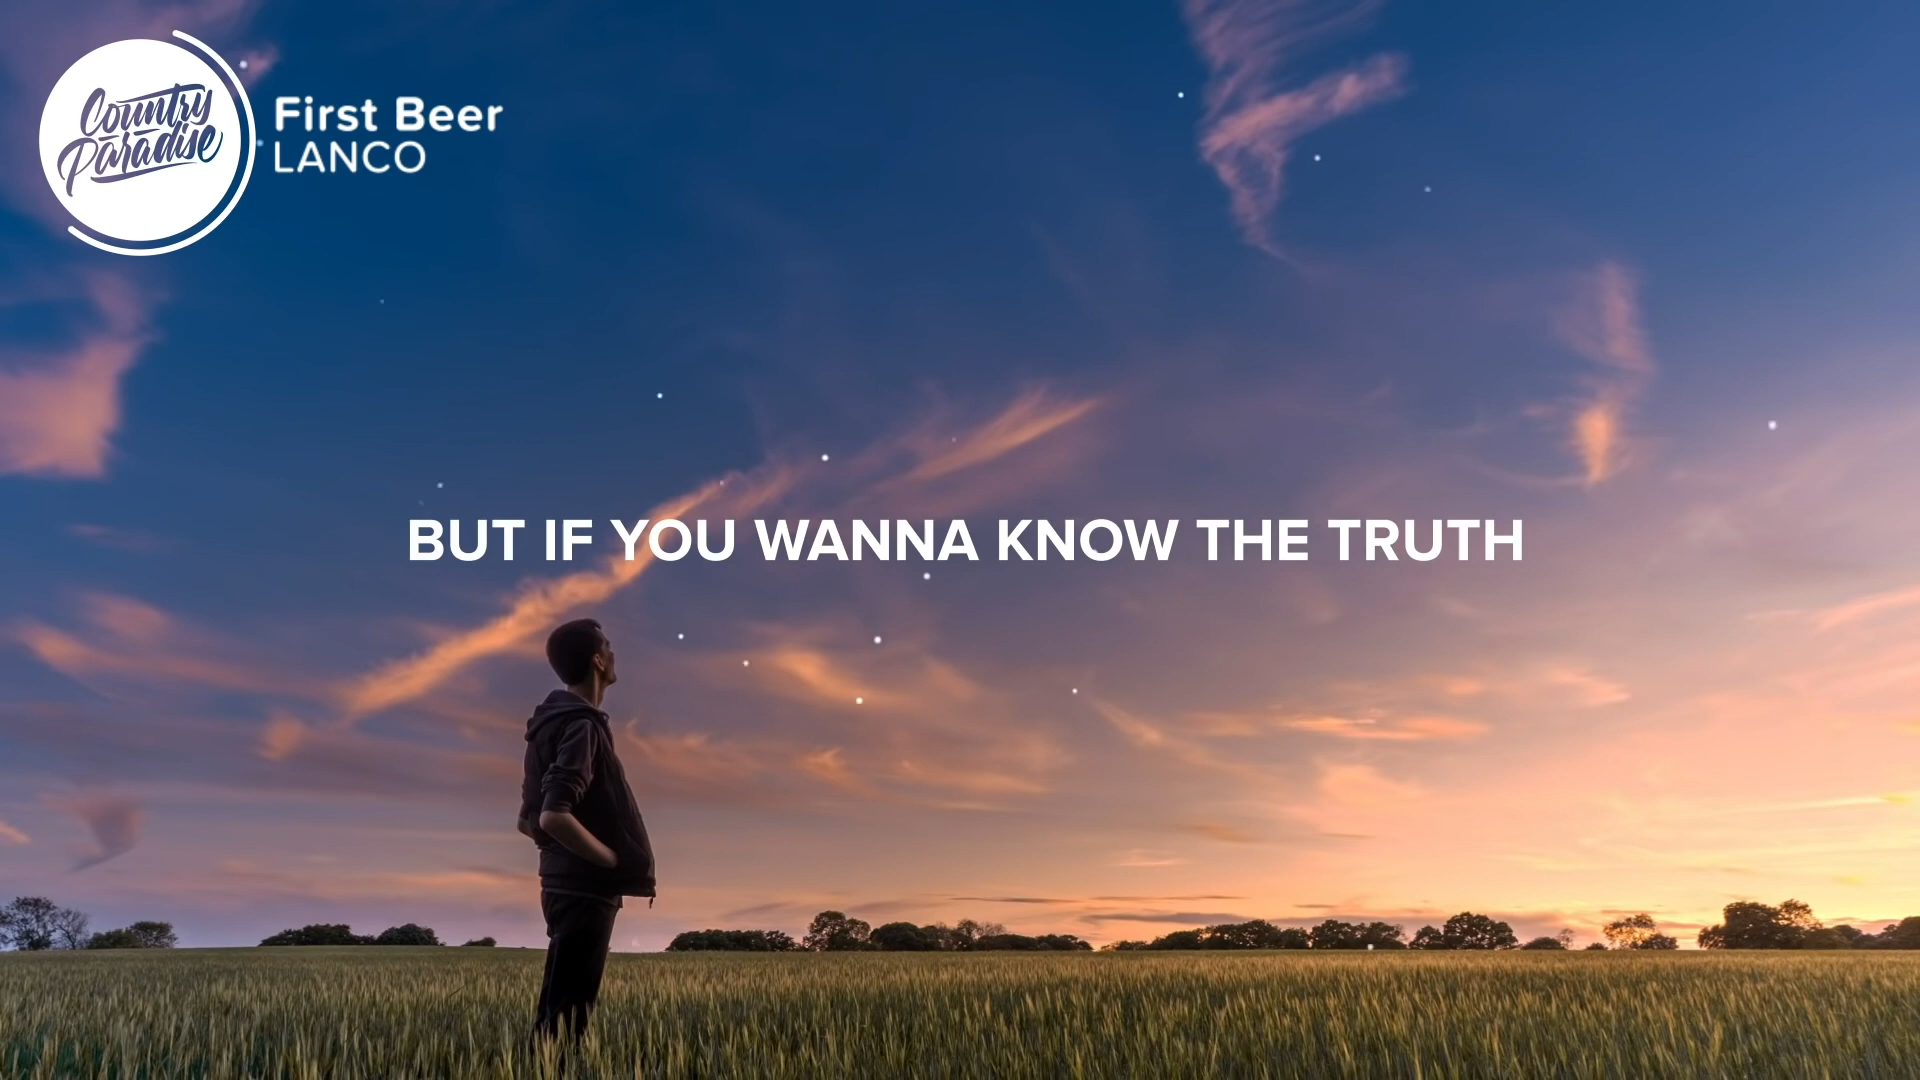 Country
Paradise
First Beer
LANCO
BUT IF YOU WANNA KNOW THE TRUTH